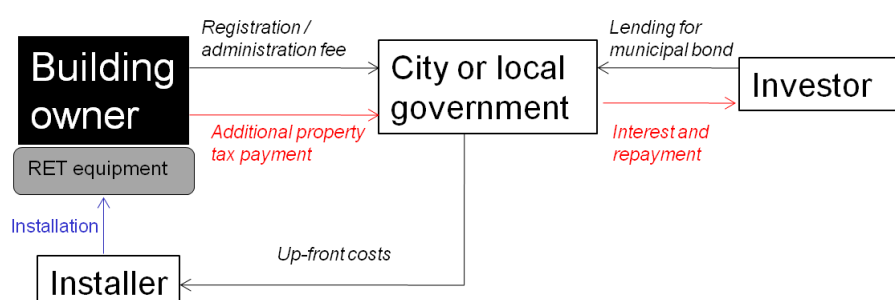 Registration /
administration fee
Lending for
municipal bond
Building
owner
City or local
government
Investor
Additional property
tax payment
Interest and
repayment
RET equipment
Installation
Up-front costs
Installer